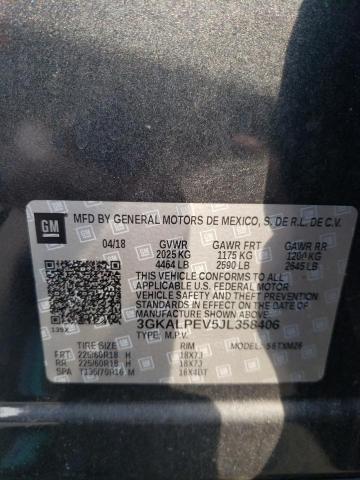 GM
MFD BY GENERAL MOTORS DE MEXICO, S. DE R.L. DE C.V.
04/18 GVWR GAWR FRT GAWR RR
2025 KG 1175 KG 1200 KG
4464 LB 2590 LB 2645 LB
THIS VEHICLE CONFORMS TO ALL
APPLICABLE U.S. FEDERAL MOTOR
VEHICLE SAFETY AND THEFT PREVENTION
STANDARDS IN EFFECT ON THE DATE OF
MANUFACTURE SHOWN ABOVE.
3GKALPEV5JL358406
TYPE: M.P.V.
TIRE SIZE RIM
FRT 225/60R18 H 18X7J
RR 225/60R18 H 18X7J
SPA T135/70R16 M 16X4BT